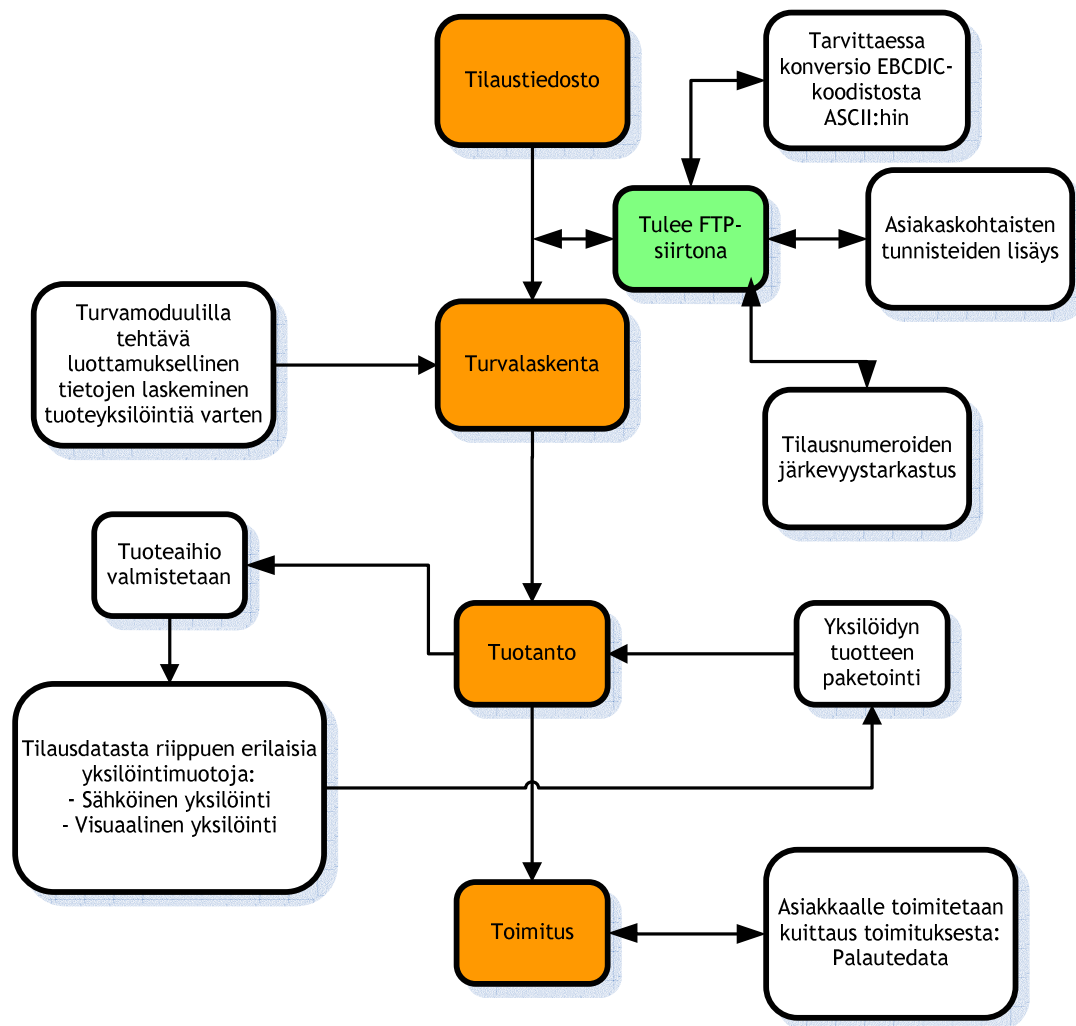 Tilaustiedosto
Tarvittaessa
konversio EBCDIC-
koodistosta
ASCII:hin
Tulee FTP-
siirtona
Asiakaskohtaisten
tunnisteiden lisäys
Turvamoduulilla
tehtävä
luottamuksellinen
tietojen laskeminen
tuoteyksilöintiä varten
Turvalaskenta
Tilausnumeroiden
järkevyystarkastus
Tuoteaihio
valmistetaan
Tuotanto
Yksilöidyn
tuotteen
paketointi
Tilausdatasta riippuen erilaisia
yksilöintimuotoja:
- Sähköinen yksilöinti
- Visuaalinen yksilöinti
Toimitus
Asiakkaalle toimitetaan
kuittaus toimituksesta:
Palautedata